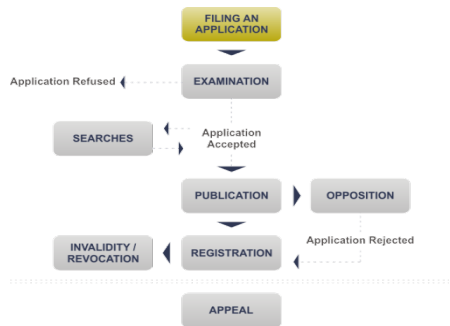 FILING AN
APPLICATION
Application Refused
EXAMINATION
SEARCHES
Application
Accepted
PUBLICATION
OPPOSITION
Application Rejected
INVALIDITY /
REVOCATION
REGISTRATION
APPEAL